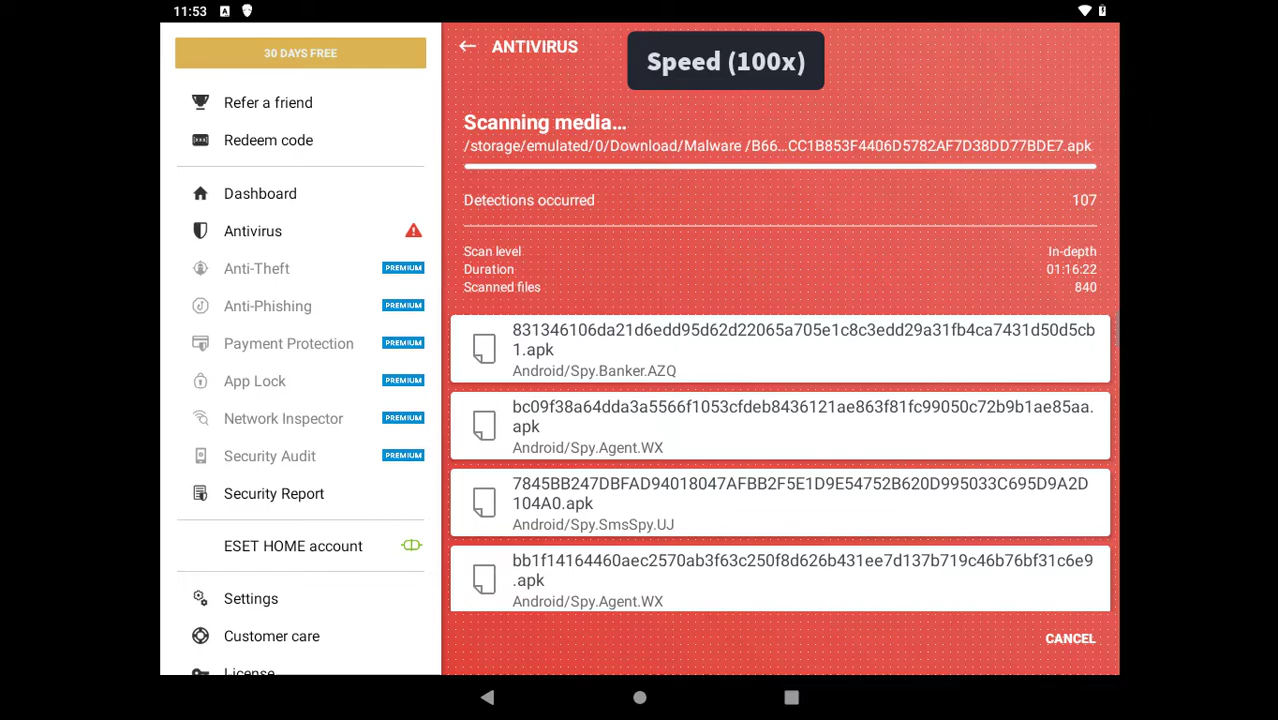 11:53
30 DAYS FREE
Refer a friend
Redeem code
Dashboard
Antivirus
Anti-Theft PREMIUM
Anti-Phishing PREMIUM
Payment Protection PREMIUM
App Lock PREMIUM
Network Inspector PREMIUM
Security Audit PREMIUM
Security Report
ESET HOME account
Settings
Customer care
License
ANTIVIRUS
Speed (100x)
Scanning media...
/storage/emulated/0/Download/Malware /B66...CC1B853F4406D5782AF7D38DD77BDE7.apk
Detections occurred 107
Scan level In-depth
Duration 01:16:22
Scanned files 840
831346106da21d6edd95d62d22065a705e1c8c3edd29a31fb4ca7431d50d5cb
1.apk
Android/Spy.Banker.AZQ
bc09f38a64dda3a5566f1053cfdeb8436121ae863f81fc99050c72b9b1ae85aa.
apk
Android/Spy.Agent.WX
7845BB247DBFAD94018047AFBB2F5E1D9E54752B620D995033C695D9A2D
104A0.apk
Android/Spy.SmsSpy.UJ
bb1f14164460aec2570ab3f63c250f8d626b431ee7d137b719c46b76bf31c6e9
.apk
Android/Spy.Agent.WX
CANCEL